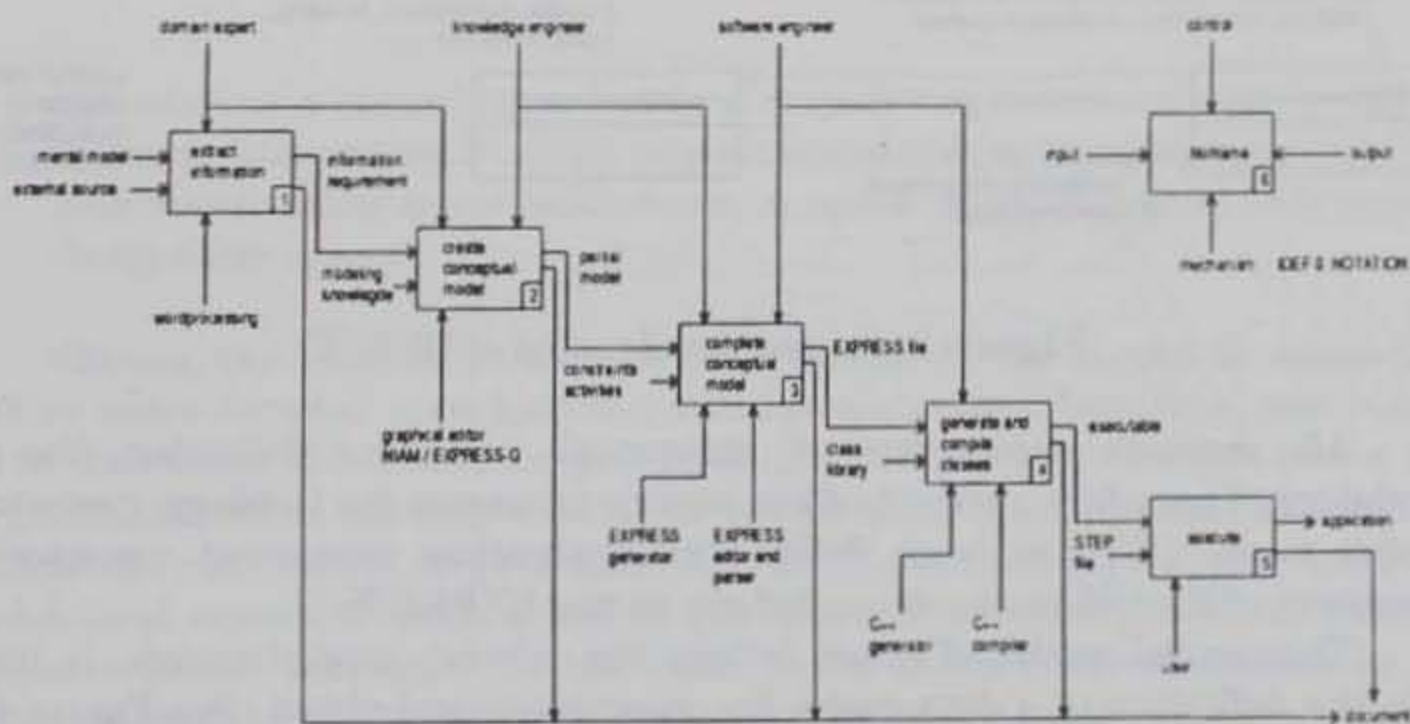 domain expert
knowledge engineer
software engineer
control
mental model
external source
extract
information
1
information
requirement
input
output
6
mechanism
IDEF 0 NOTATION
wordprocessing
modeling
create
conceptual
model
2
partial
model
graphical editor
NIAM / EXPRESS-G
constraints
activities
complete
conceptual
model
3
EXPRESS file
EXPRESS
generator
EXPRESS
editor and
parser
class
library
generate and
compile
classes
4
executable
C++
generator
C++
compiler
STEP
file
execute
5
application
user